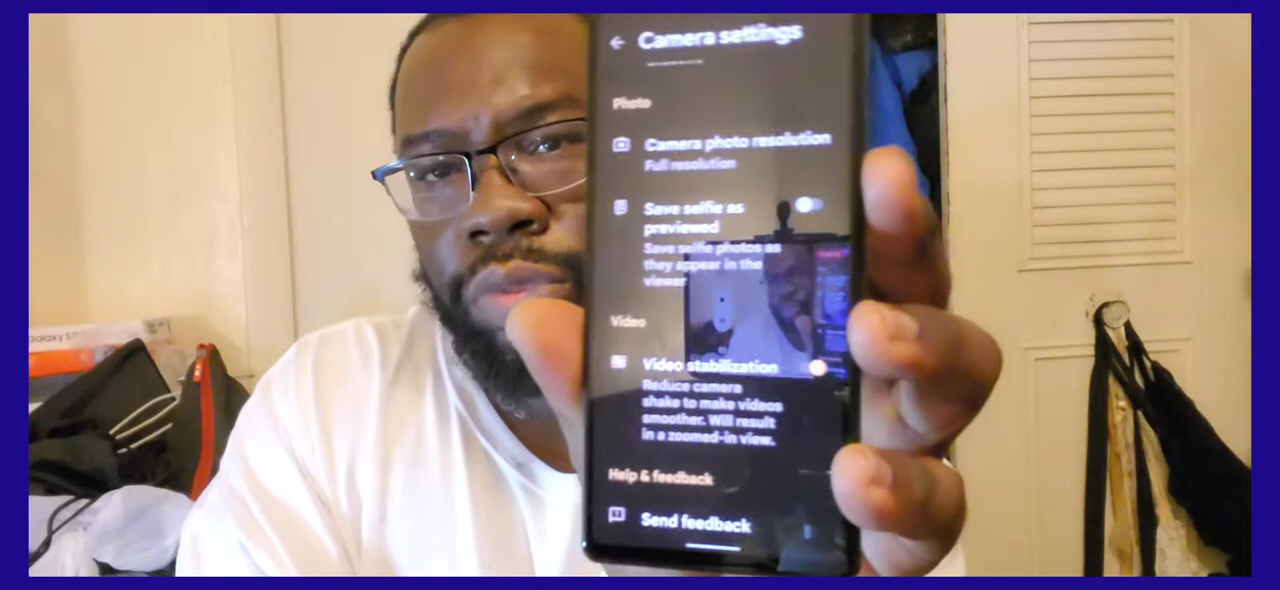 Camera settings
Photo
Camera photo resolution
Full resolution
Save selfie as
previewed
Save selfie photos as
they appear in the
viewer
Video
Video stabilization
Reduce camera
shake to make videos
smoother. Will result
in a zoomed-in view.
Help & feedback
Send feedback
Galaxy